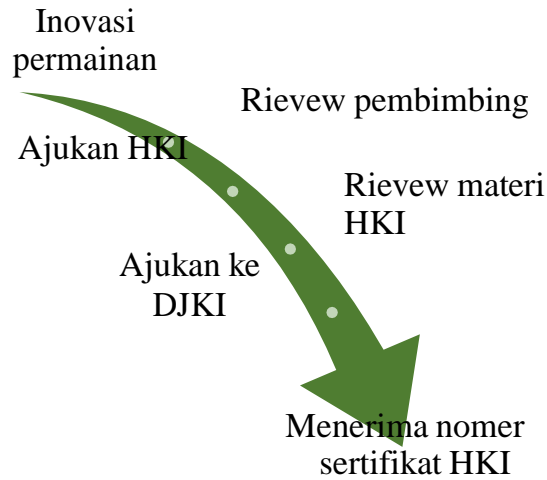 Inovasi
permainan
Rievew pembimbing
Ajukan HKI
Rievew materi
HKI
Ajukan ke
DJKI
Menerima nomer
sertifikat HKI